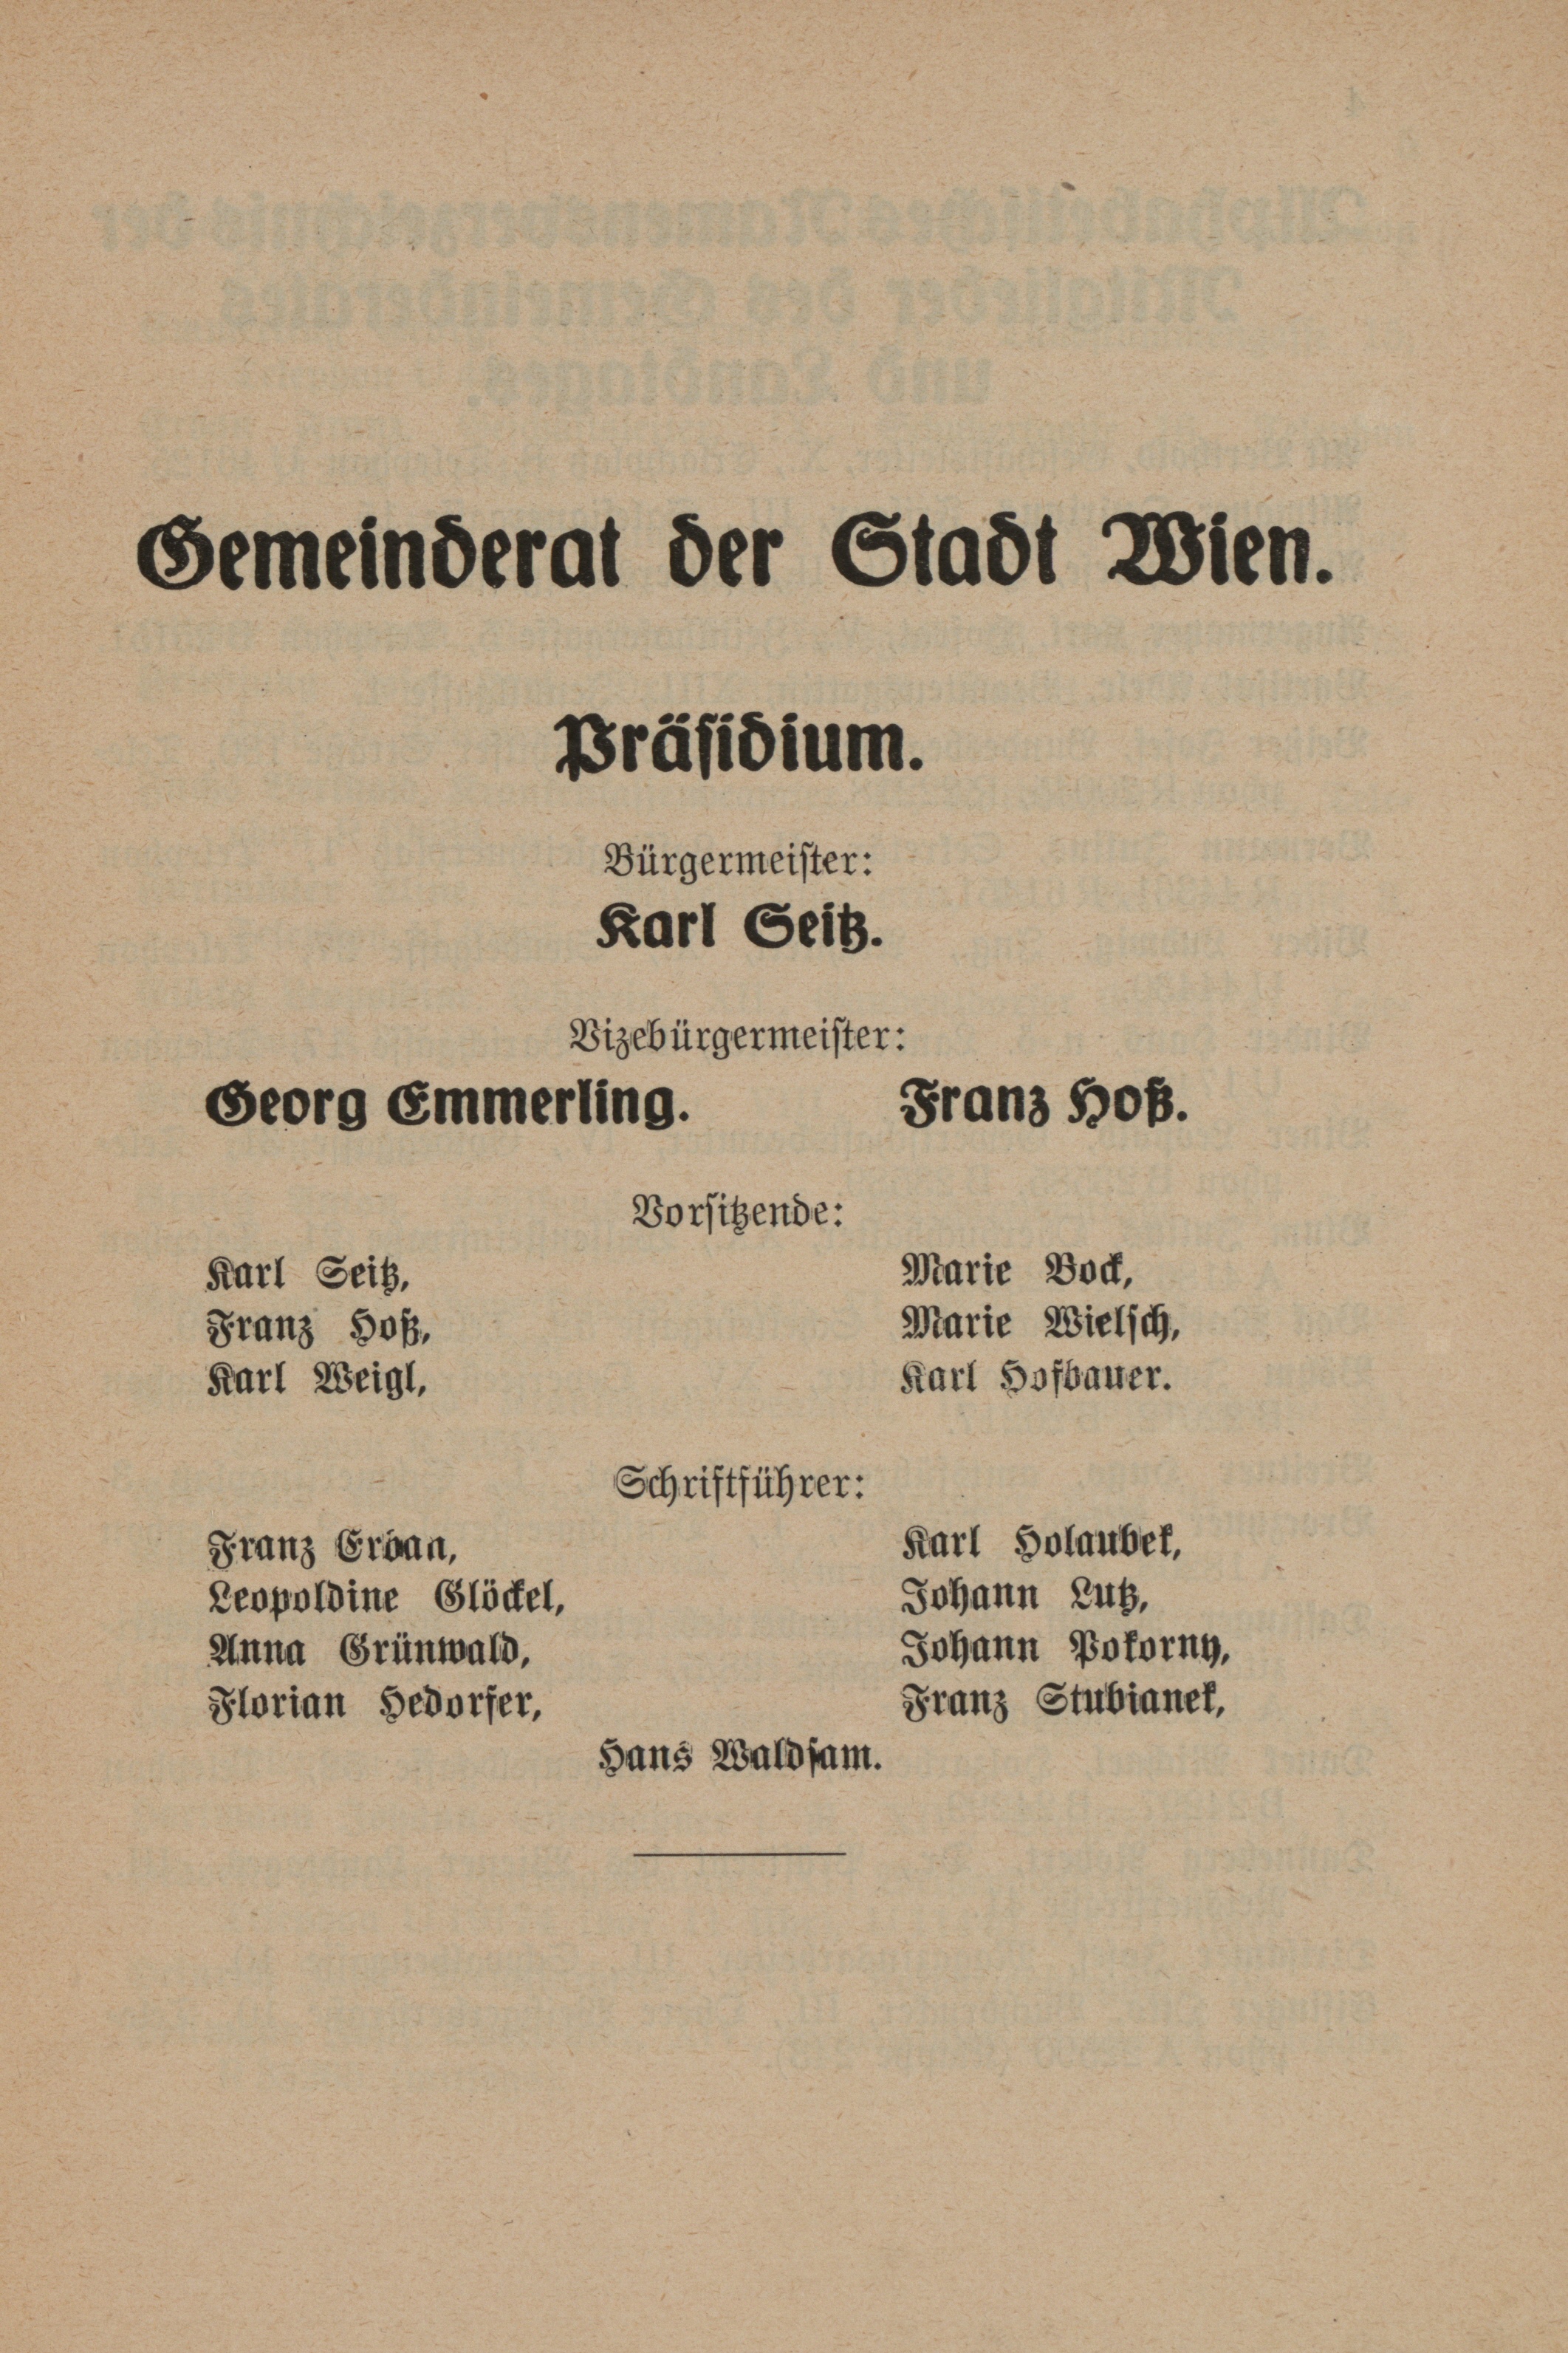 Gemeinderat der Stadt Wien.
Präsidium.
Bürgermeister:
Karl Seitz.
Vizebürgermeister:
Georg Emmerling. Franz Hoß.
Vorsitzende:
Karl Seitz, Marie Bock,
Franz Hoß, Marie Wielsch,
Karl Weigl, Karl Hofbauer.
Schriftführer:
Franz Erban, Karl Holaubek,
Leopoldine Glöckel, Johann Lutz,
Anna Grünwald, Johann Pokorny,
Florian Hedorfer, Franz Stubianek,
Hans Waldsam.